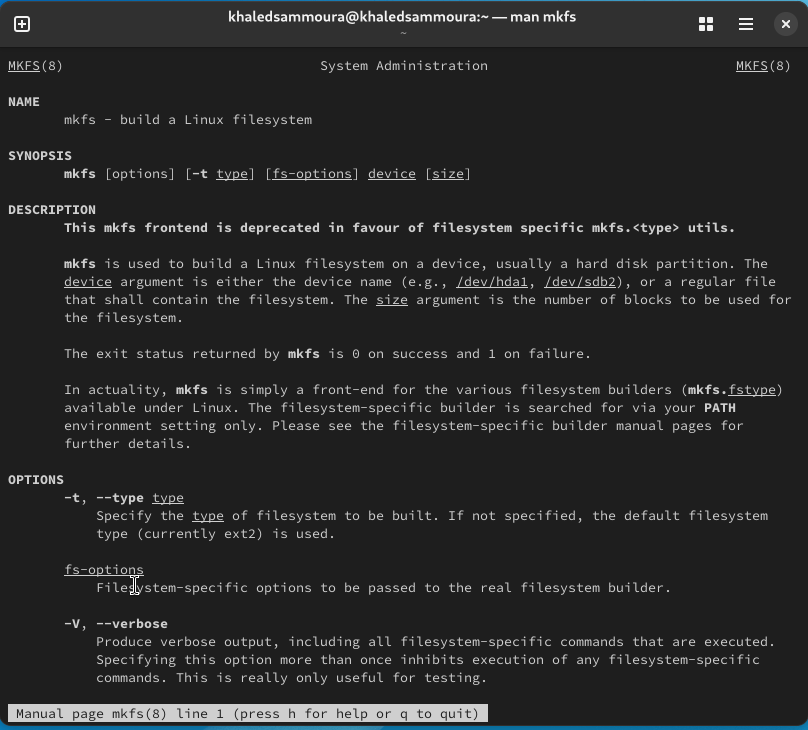 khaledsammoura@khaledsammoura:~ — man mkfs
~
MKFS(8) System Administration MKFS(8)
NAME
mkfs - build a Linux filesystem
SYNOPSIS
mkfs [options] [-t type] [fs-options] device [size]
DESCRIPTION
This mkfs frontend is deprecated in favour of filesystem specific mkfs.<type> utils.
mkfs is used to build a Linux filesystem on a device, usually a hard disk partition. The
device argument is either the device name (e.g., /dev/hda1, /dev/sdb2), or a regular file
that shall contain the filesystem. The size argument is the number of blocks to be used for
the filesystem.
The exit status returned by mkfs is 0 on success and 1 on failure.
In actuality, mkfs is simply a front-end for the various filesystem builders (mkfs.fstype)
available under Linux. The filesystem-specific builder is searched for via your PATH
environment setting only. Please see the filesystem-specific builder manual pages for
further details.
OPTIONS
-t, --type type
Specify the type of filesystem to be built. If not specified, the default filesystem
type (currently ext2) is used.
fs-options
Filesystem-specific options to be passed to the real filesystem builder.
-V, --verbose
Produce verbose output, including all filesystem-specific commands that are executed.
Specifying this option more than once inhibits execution of any filesystem-specific
commands. This is really only useful for testing.
Manual page mkfs(8) line 1 (press h for help or q to quit)